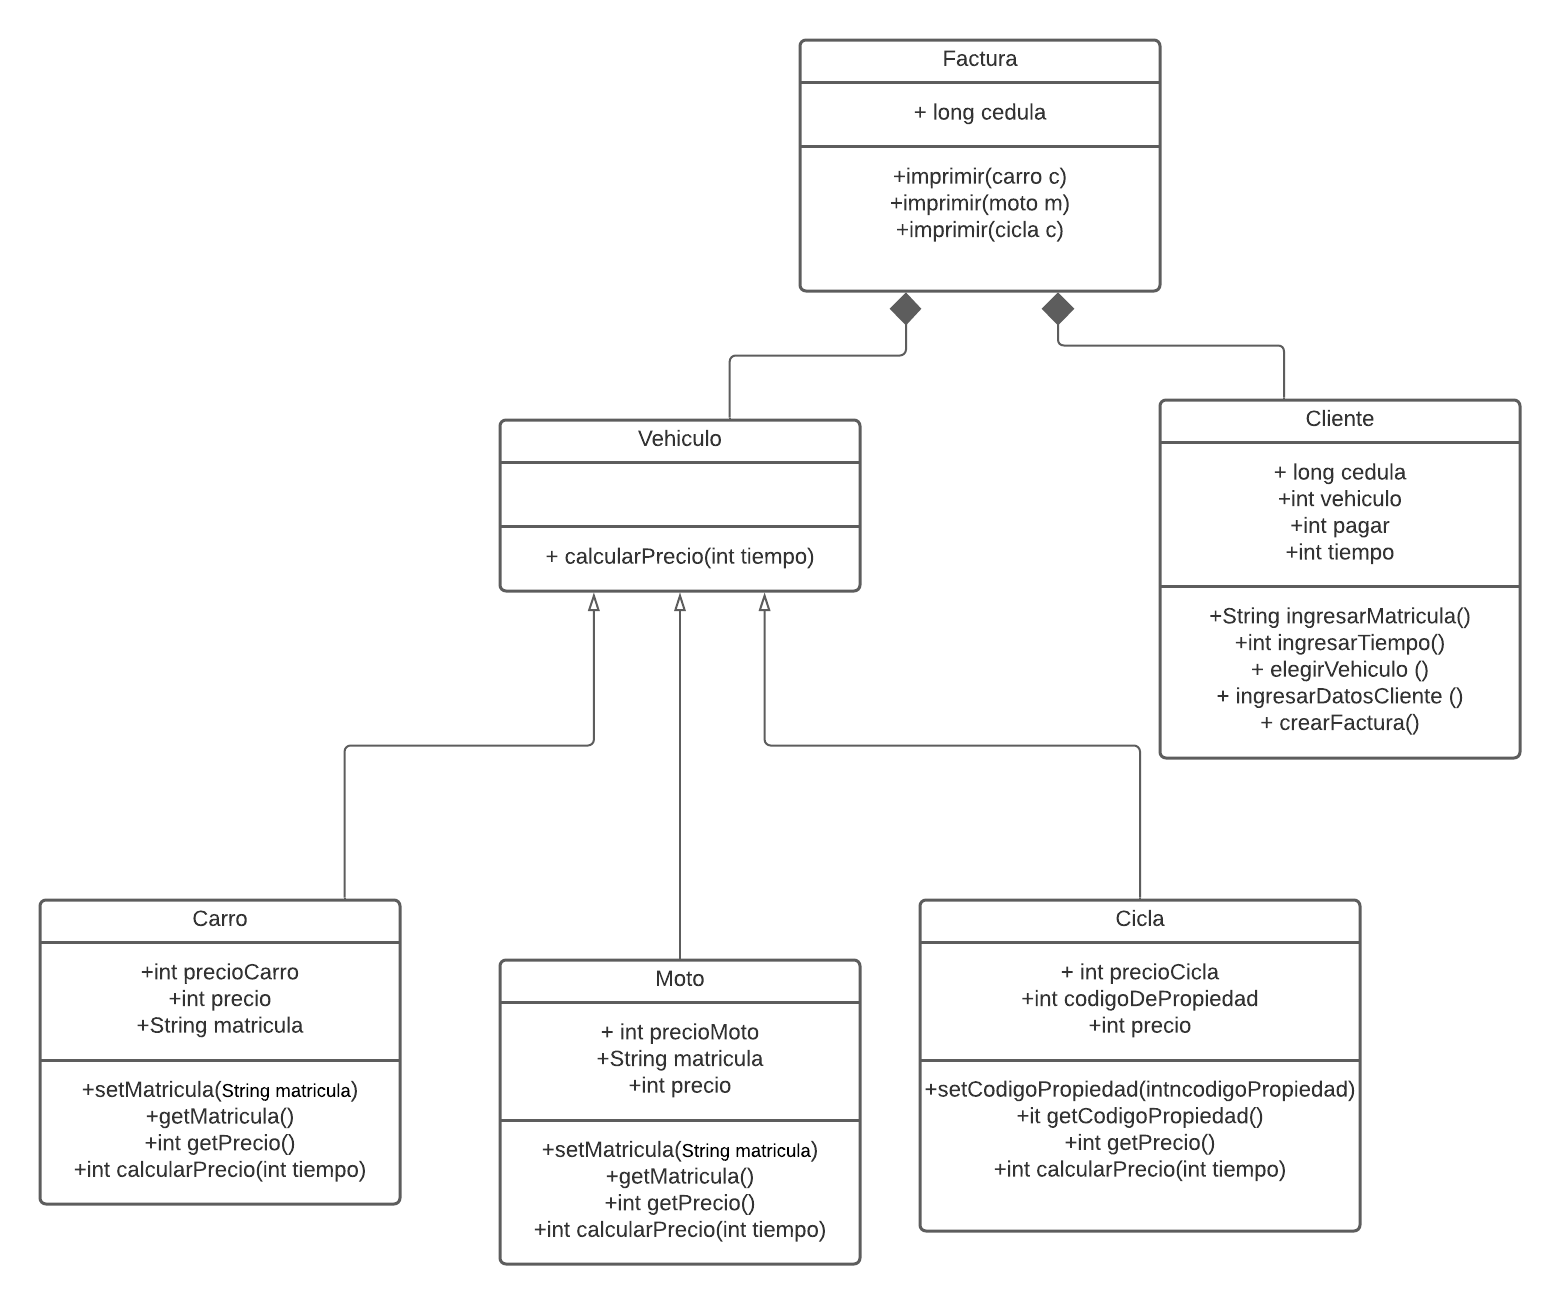 Factura
+ long cedula
+imprimir(carro c)
+imprimir(moto m)
+imprimir(cicla c)
Vehiculo
+ calcularPrecio(int tiempo)
Cliente
+ long cedula
+int vehiculo
+int pagar
+int tiempo
+String ingresarMatricula()
+int ingresarTiempo()
+ elegirVehiculo ()
+ ingresarDatosCliente ()
+ crearFactura()
Carro
+int precioCarro
+int precio
+String matricula
+setMatricula(String matricula)
+getMatricula()
+int getPrecio()
+int calcularPrecio(int tiempo)
Moto
+ int precioMoto
+String matricula
+int precio
+setMatricula(String matricula)
+getMatricula()
+int getPrecio()
+int calcularPrecio(int tiempo)
Cicla
+ int precioCicla
+int codigoDePropiedad
+int precio
+setCodigoPropiedad(intncodigoPropiedad)
+it getCodigoPropiedad()
+int getPrecio()
+int calcularPrecio(int tiempo)